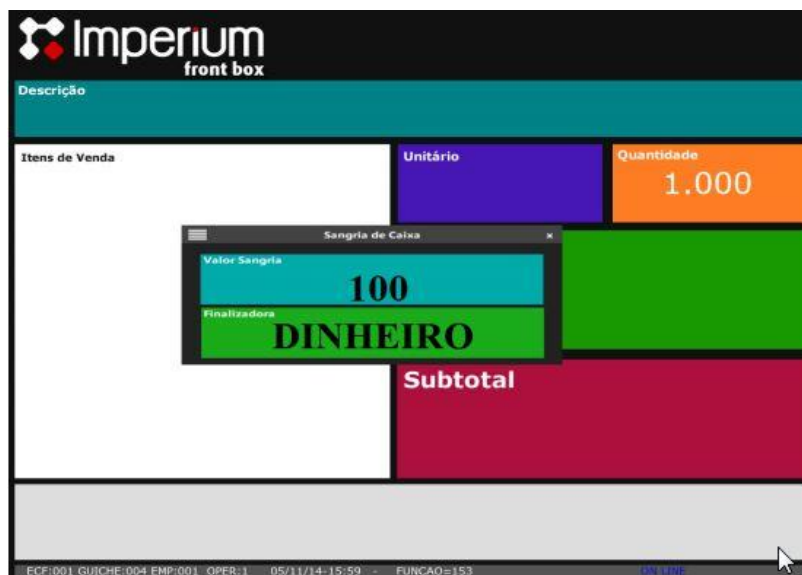 Imperium
front box
Descrição
Itens de Venda
Unitário
Quantidade
1.000
Sangria de Caixa
Valor Sangria
100
Finalizadora
DINHEIRO
Subtotal
ECF:001 GUICHE:004 EMP:001 OPER:1 05/11/14-15:59 - FUNCAO=153 ON LINE